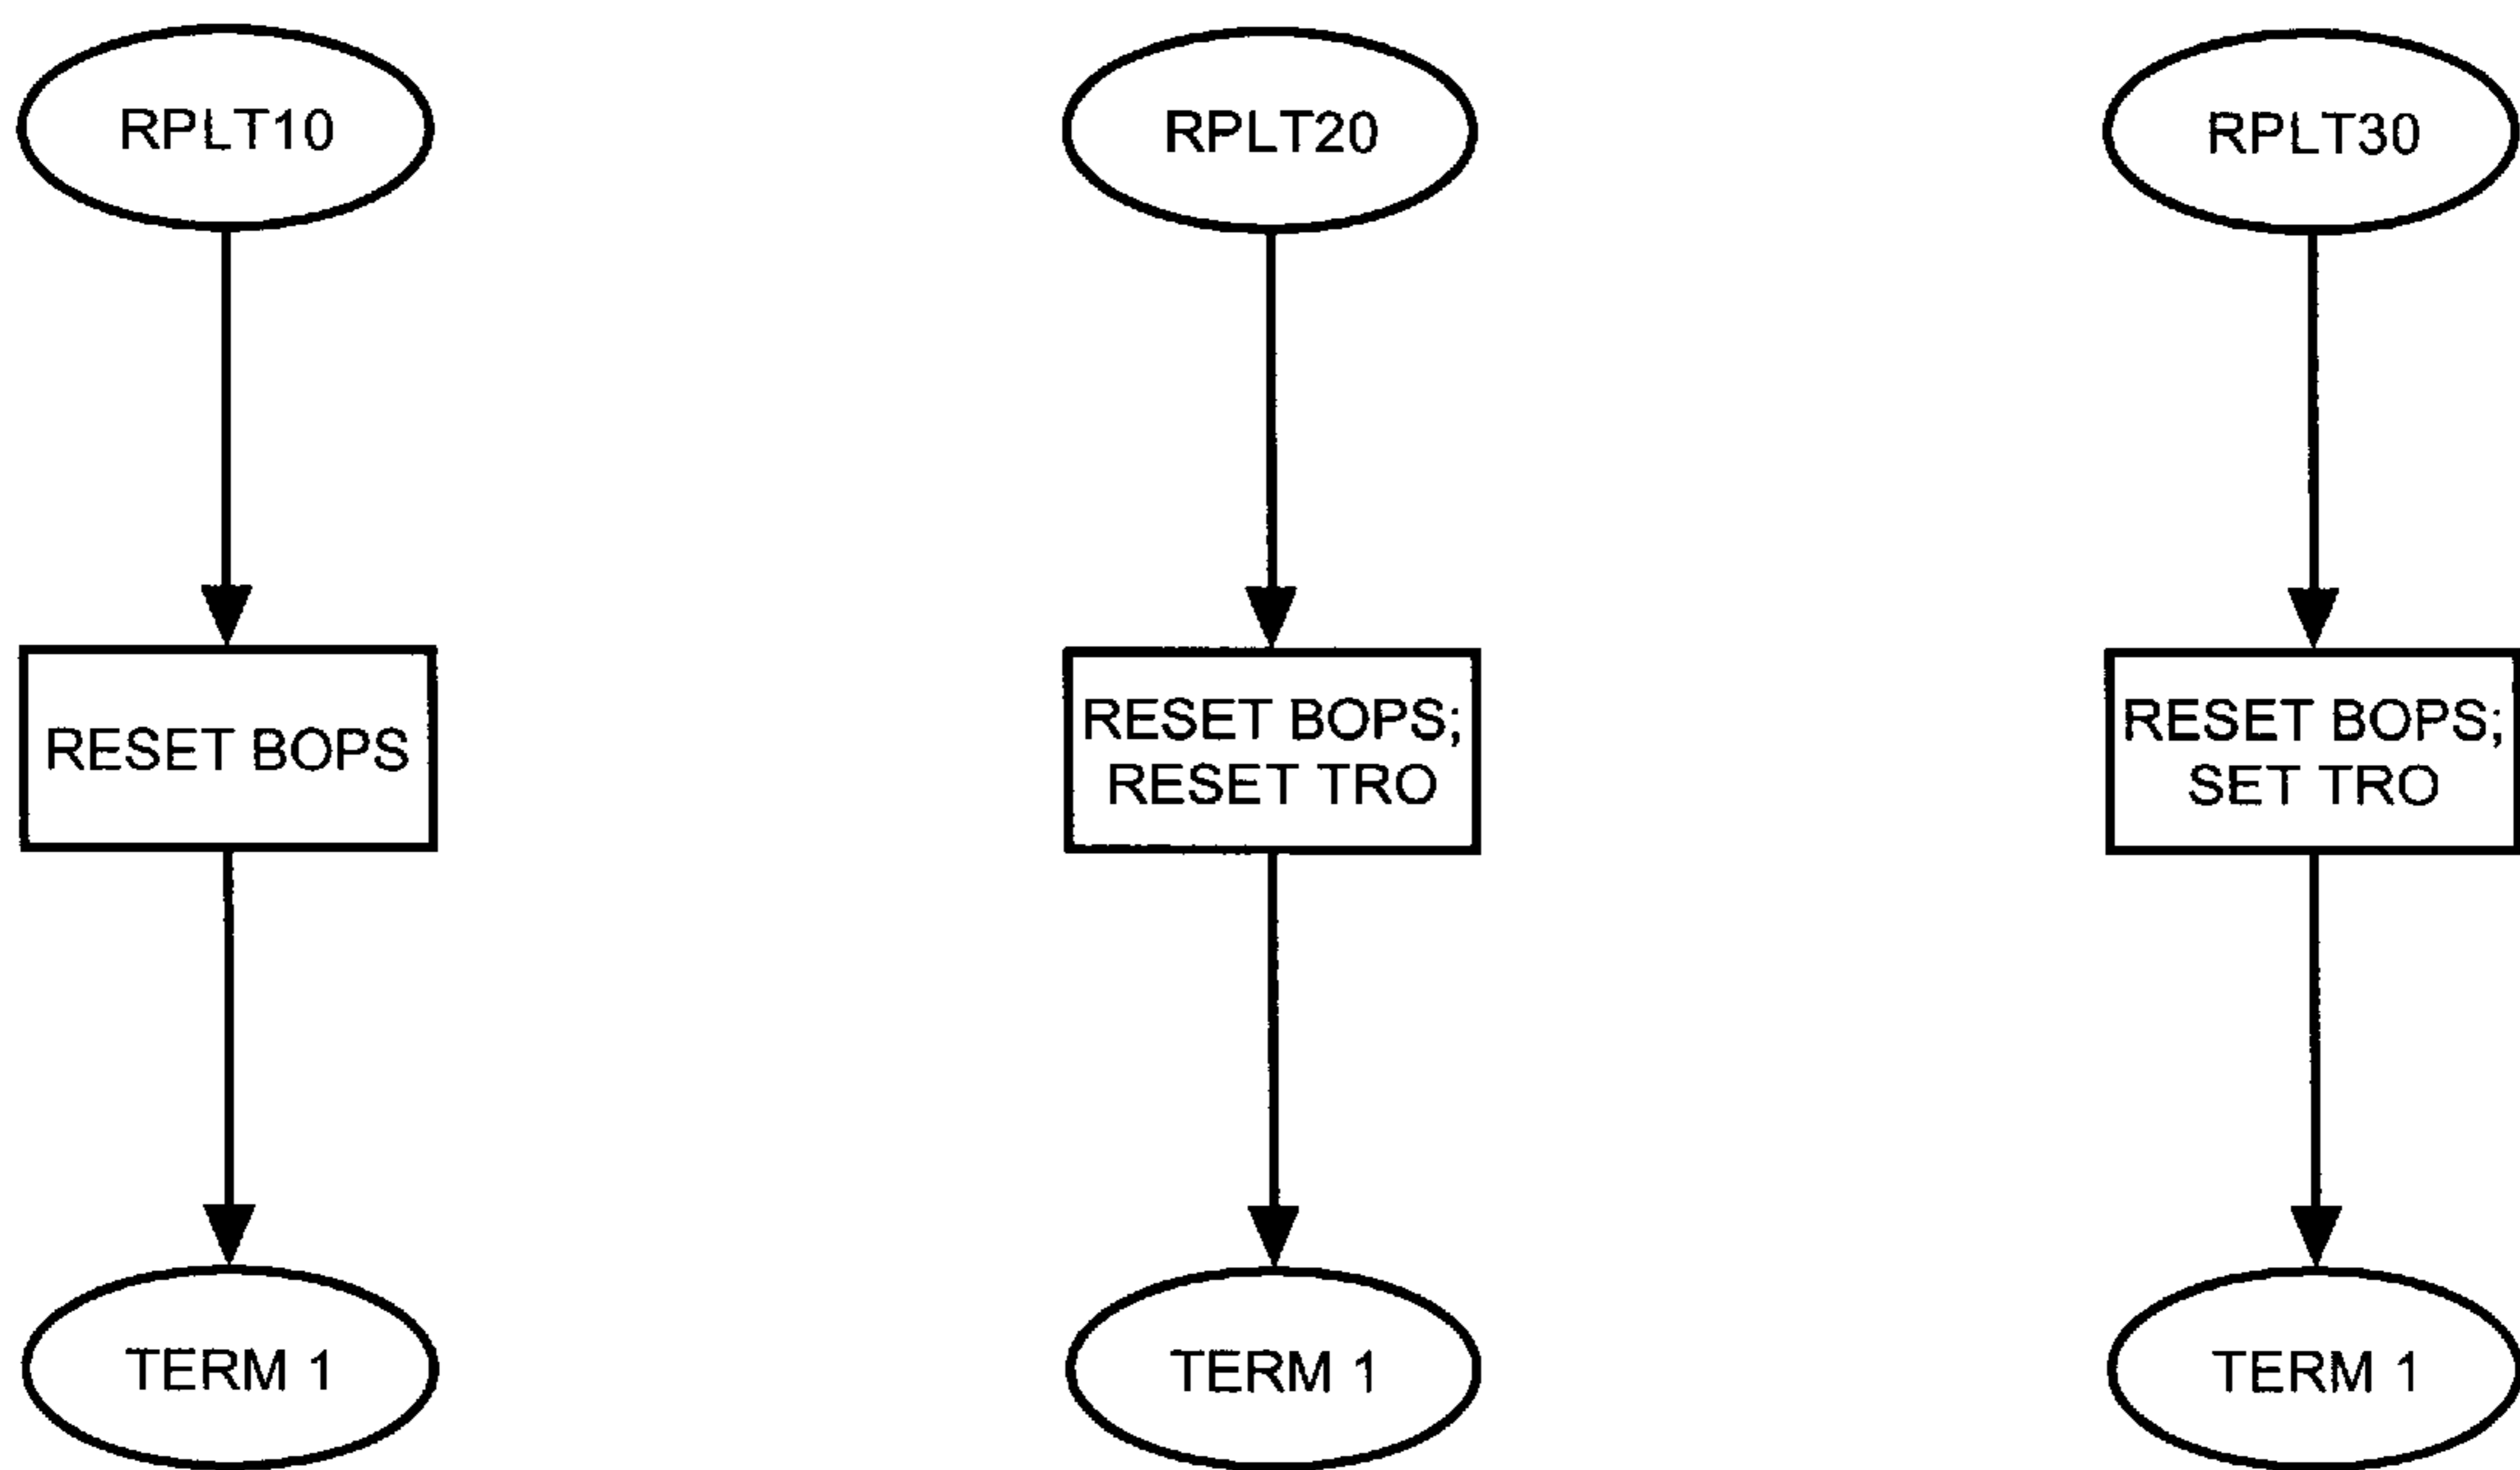 RPLT10
RPLT20
RPLT30
RESET BOPS
RESET BOPS;
RESET TRO
RESET BOPS;
SET TRO
TERM 1
TERM 1
TERM 1